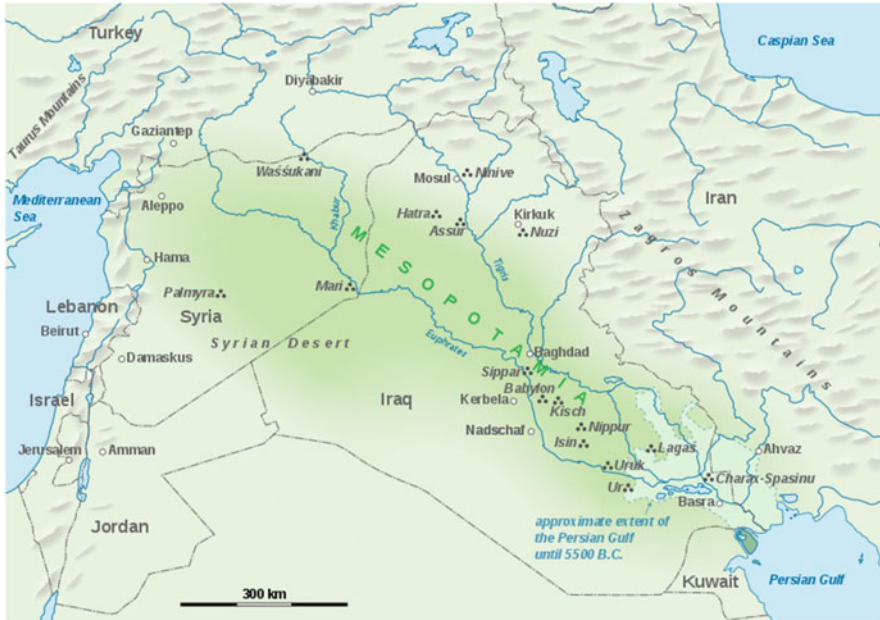 Turkey
Caspian Sea
Diyabakir
Taurus Mountains
Gaziantep
Waššukani
Mosul
Ninive
Iran
Mediterranean
Sea
Aleppo
Khabur
Hatra
Assur
Kirkuk
Nuzi
Zagros Mountains
MESOPOTAMIA
Tigris
Hama
Mari
Palmyra
Lebanon
Syria
Beirut
Syrian Desert
Euphrates
Baghdad
Damaskus
Sippar
Babylon
Israel
Iraq
Kerbela
Kisch
Nippur
Nadschaf
Isin
Lagaš
Ahvaz
Jerusalem
Amman
Uruk
Charax-Spasinu
Ur
Basra
Jordan
approximate extent of
the Persian Gulf
until 5500 B.C.
Kuwait
Persian Gulf
300 km